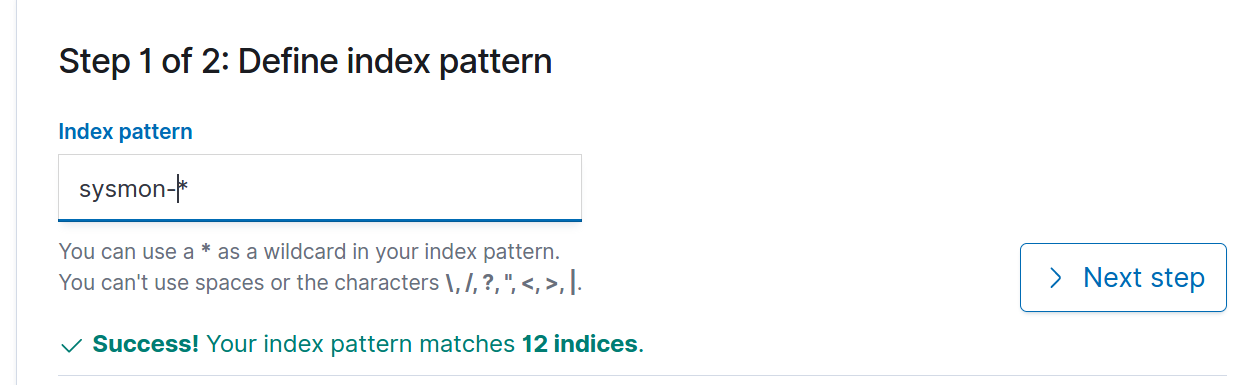 Step 1 of 2: Define index pattern
Index pattern
sysmon-*
You can use a * as a wildcard in your index pattern.
You can't use spaces or the characters \, /, ?, ", <, >, |.
Next step
Success! Your index pattern matches 12 indices.